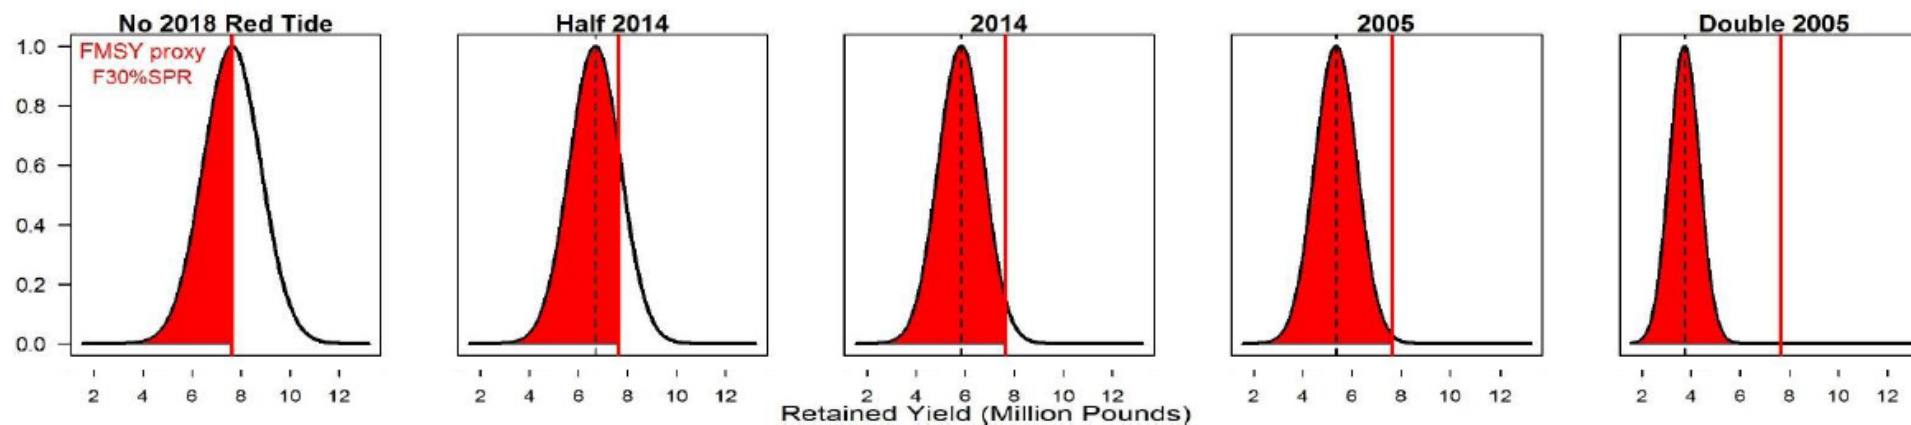 No 2018 Red Tide
Half 2014
2014
2005
Double 2005
FMSY proxy
F30%SPR
1.0
0.8
0.6
0.4
0.2
0.0
2 4 6 8 10 12
2 4 6 8 10 12
2 4 6 8 10 12
2 4 6 8 10 12
2 4 6 8 10 12
Retained Yield (Million Pounds)